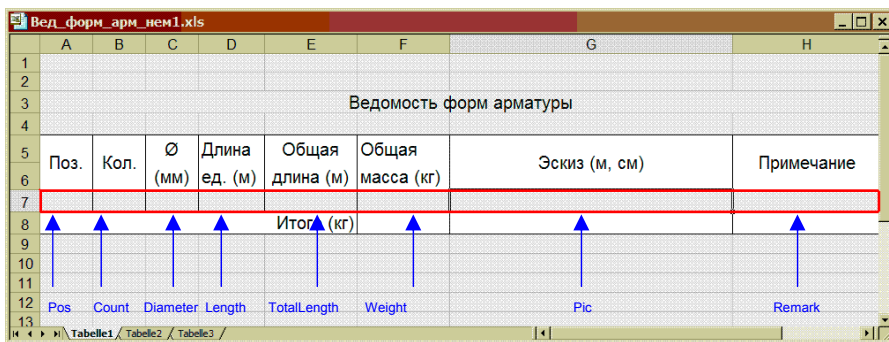 Вед_форм_арм_нем1.xls
A B C D E F G H
1
2
3 Ведомость форм арматуры
4
5 Поз. Кол. Ø Длина Общая Общая Эскиз (м, см) Примечание
6 (мм) ед. (м) длина (м) масса (кг)
7
8 Итого (кг)
9
10
11
12 Pos Count Diameter Length TotalLength Weight Pic Remark
13
Tabelle1 Tabelle2 Tabelle3